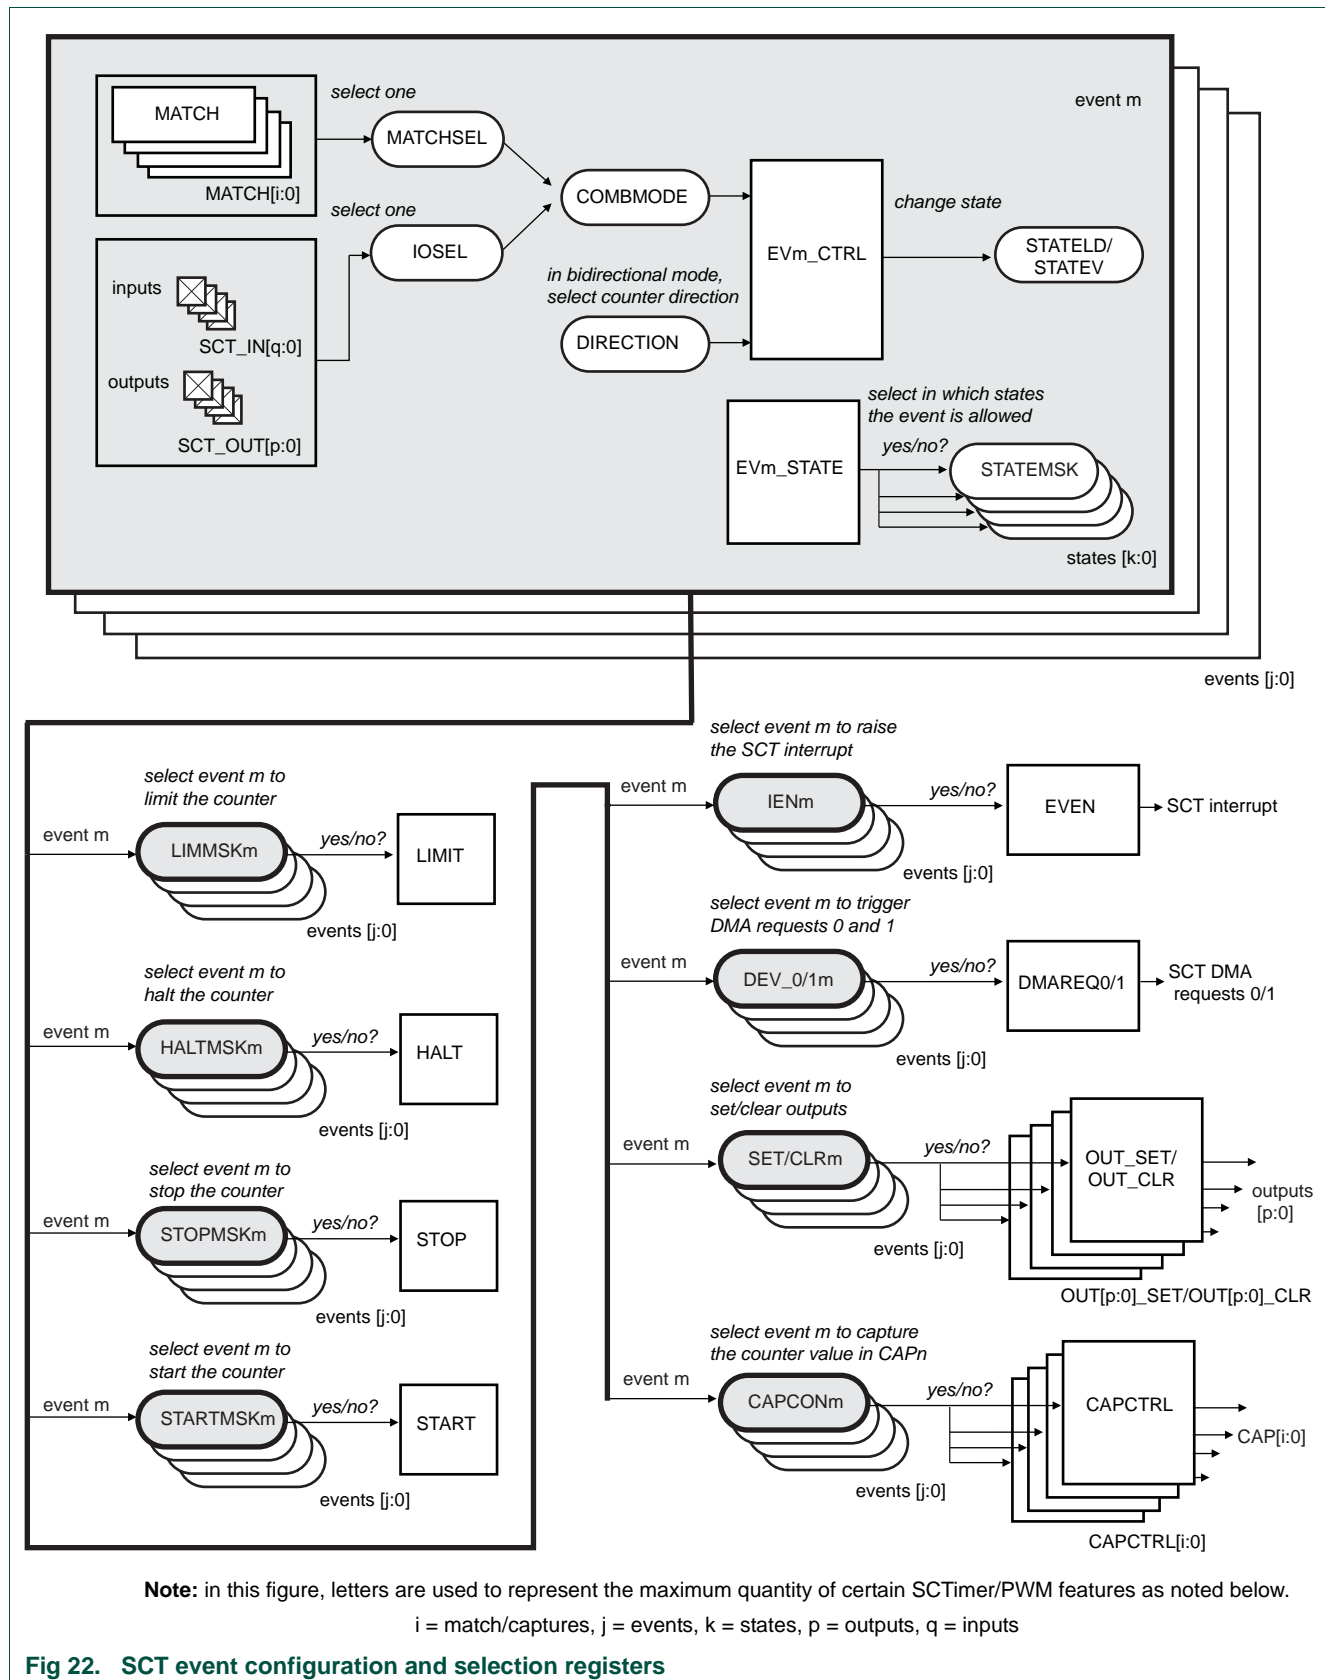 event m
select one
MATCH
MATCHSEL
MATCH[i:0]
select one
IOSEL
COMBMODE
inputs
SCT_IN[q:0]
outputs
SCT_OUT[p:0]
in bidirectional mode,
select counter direction
DIRECTION
EVm_CTRL
change state
STATELD/
STATEV
select in which states
the event is allowed
yes/no?
EVm_STATE
STATEMSK
states [k:0]
events [j:0]
select event m to
limit the counter
event m
LIMMSKm
yes/no?
LIMIT
events [j:0]
select event m to
halt the counter
event m
HALTMSKm
yes/no?
HALT
events [j:0]
select event m to
stop the counter
event m
STOPMSKm
yes/no?
STOP
events [j:0]
select event m to
start the counter
event m
STARTMSKm
yes/no?
START
events [j:0]
select event m to raise
the SCT interrupt
event m
IENm
yes/no?
EVEN
SCT interrupt
events [j:0]
select event m to trigger
DMA requests 0 and 1
event m
DEV_0/1m
yes/no?
DMAREQ0/1
SCT DMA
requests 0/1
events [j:0]
select event m to
set/clear outputs
event m
SET/CLRm
yes/no?
OUT_SET/
OUT_CLR
outputs
[p:0]
events [j:0]
OUT[p:0]_SET/OUT[p:0]_CLR
select event m to capture
the counter value in CAPn
event m
CAPCONm
yes/no?
CAPCTRL
CAP[i:0]
events [j:0]
CAPCTRL[i:0]
Note: in this figure, letters are used to represent the maximum quantity of certain SCTimer/PWM features as noted below.
i = match/captures, j = events, k = states, p = outputs, q = inputs
Fig 22. SCT event configuration and selection registers